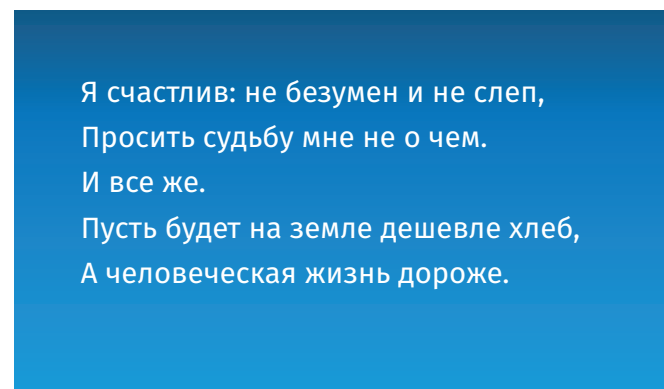 Я счастлив: не безумен и не слеп,
Просить судьбу мне не о чем.
И все же.
Пусть будет на земле дешевле хлеб,
А человеческая жизнь дороже.